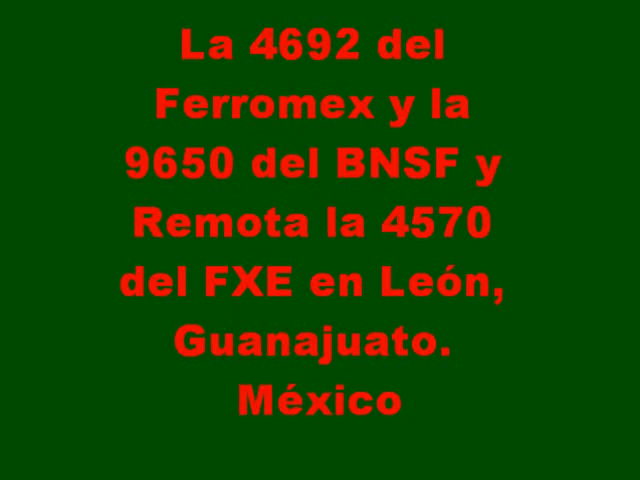 La 4692 del
Ferromex y la
9650 del BNSF y
Remota la 4570
del FXE en León,
Guanajuato.
México